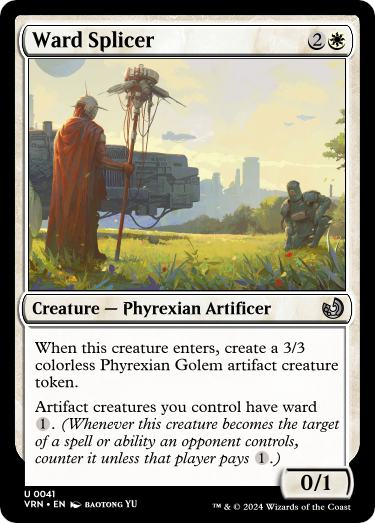 Ward Splicer
2
Creature — Phyrexian Artificer
When this creature enters, create a 3/3
colorless Phyrexian Golem artifact creature
token.
Artifact creatures you control have ward
1. (Whenever this creature becomes the target
of a spell or ability an opponent controls,
counter it unless that player pays 1.)
0/1
U 0041
VRN • EN BAOTONG YU
™ & © 2024 Wizards of the Coast